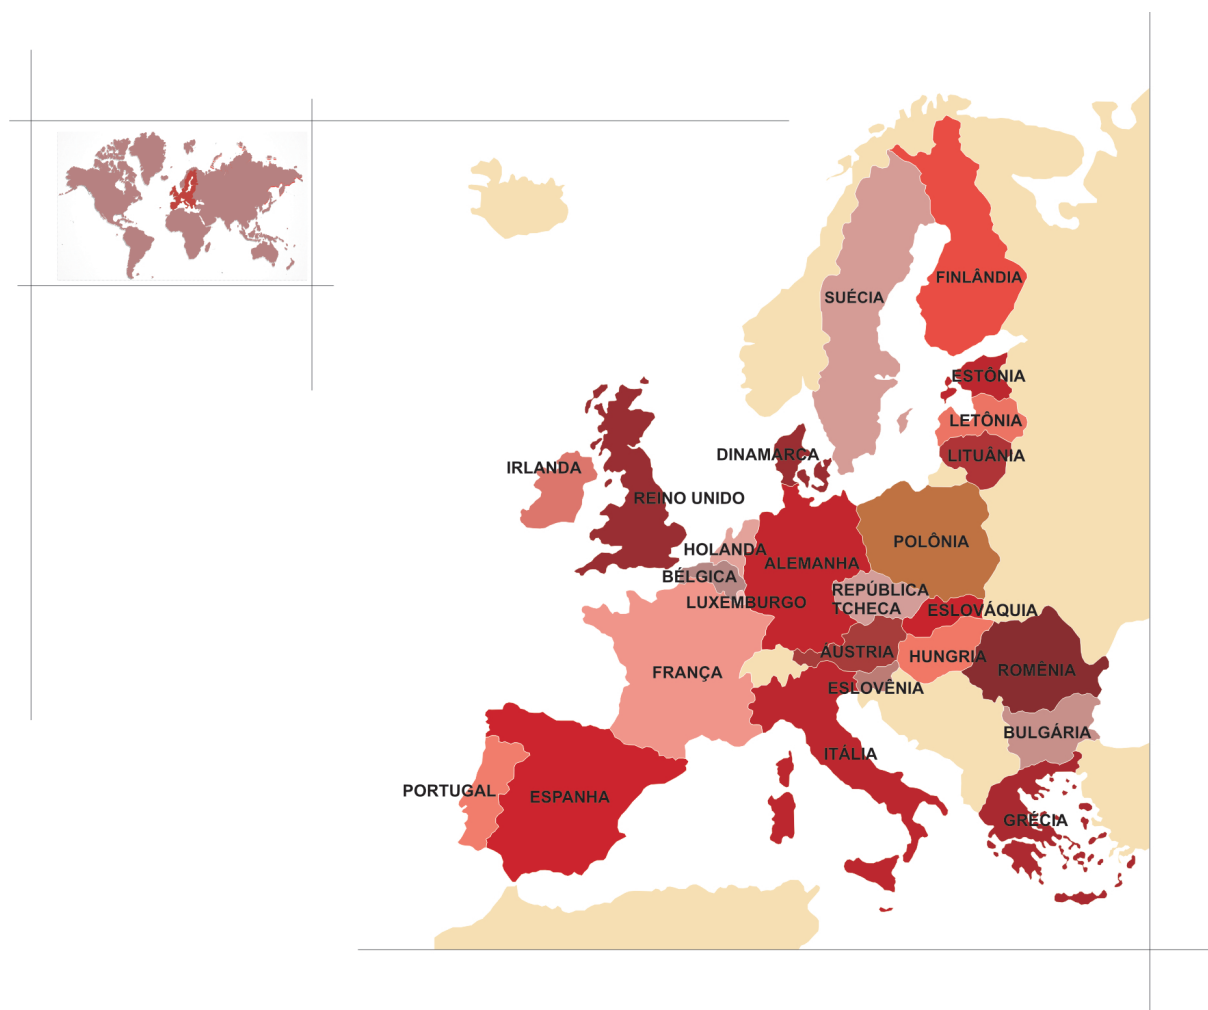 FINLÂNDIA
SUÉCIA
ESTÔNIA
LETÔNIA
DINAMARCA
LITUÂNIA
IRLANDA
REINO UNIDO
POLÔNIA
HOLANDA
ALEMANHA
BÉLGICA
REPÚBLICA
TCHECA
LUXEMBURGO
ESLOVÁQUIA
ÁUSTRIA
HUNGRIA
FRANÇA
ROMÊNIA
ESLOVÊNIA
BULGÁRIA
ITÁLIA
PORTUGAL
ESPANHA
GRÉCIA